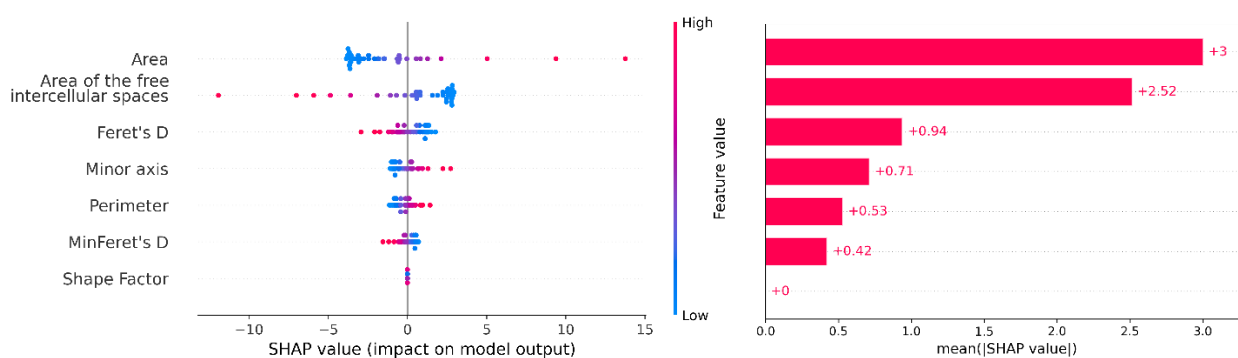 Area
Area of the free
intercellular spaces
Feret's D
Minor axis
Perimeter
MinFeret's D
Shape Factor
−10
−5
0
5
10
15
SHAP value (impact on model output)
High
Low
Feature value
+3
+2.52
+0.94
+0.71
+0.53
+0.42
+0
0.0
0.5
1.0
1.5
2.0
2.5
3.0
mean(|SHAP value|)